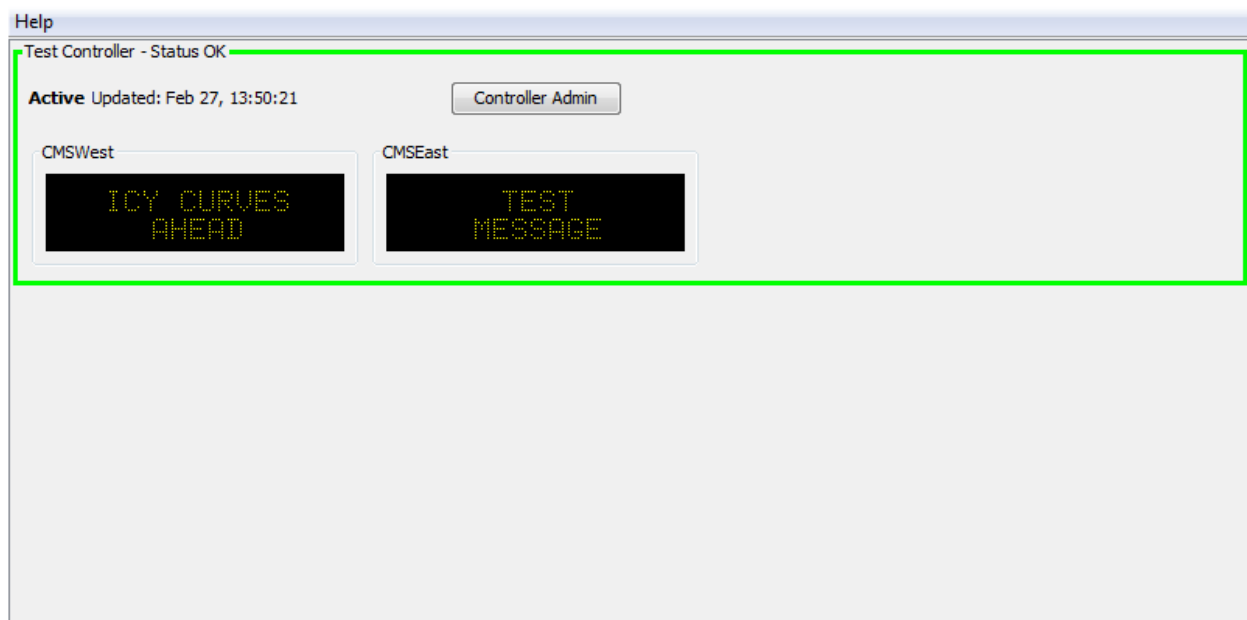 Help
Test Controller - Status OK
Active Updated: Feb 27, 13:50:21
Controller Admin
CMSWest
ICY CURVES
AHEAD
CMSEast
TEST
MESSAGE